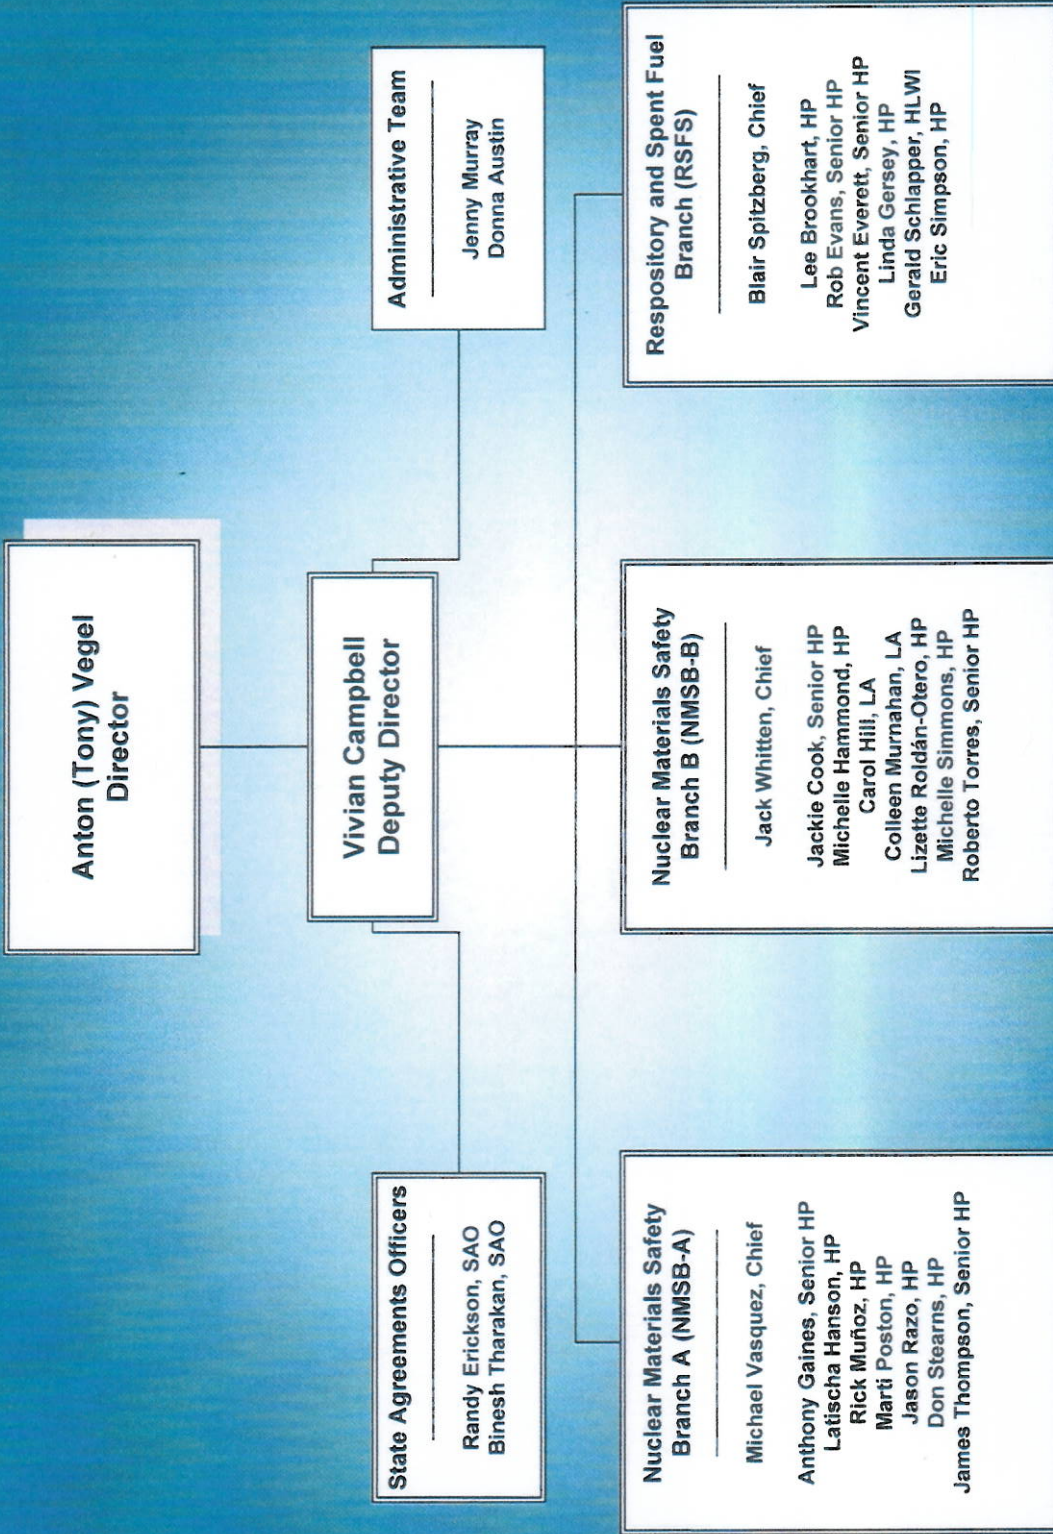 Anton (Tony) Vegel
Director
Vivian Campbell
Deputy Director
State Agreements Officers
Randy Erickson, SAO
Binesh Tharakan, SAO
Administrative Team
Jenny Murray
Donna Austin
Nuclear Materials Safety
Branch A (NMSB-A)
Michael Vasquez, Chief
Anthony Gaines, Senior HP
Latischa Hanson, HP
Rick Muñoz, HP
Marti Poston, HP
Jason Razo, HP
Don Stearns, HP
James Thompson, Senior HP
Nuclear Materials Safety
Branch B (NMSB-B)
Jack Whitten, Chief
Jackie Cook, Senior HP
Michelle Hammond, HP
Carol Hill, LA
Colleen Murnahan, LA
Lizette Roldán-Otero, HP
Michelle Simmons, HP
Roberto Torres, Senior HP
Respository and Spent Fuel
Branch (RSFS)
Blair Spitzberg, Chief
Lee Brookhart, HP
Rob Evans, Senior HP
Vincent Everett, Senior HP
Linda Gersey, HP
Gerald Schlapper, HLWI
Eric Simpson, HP